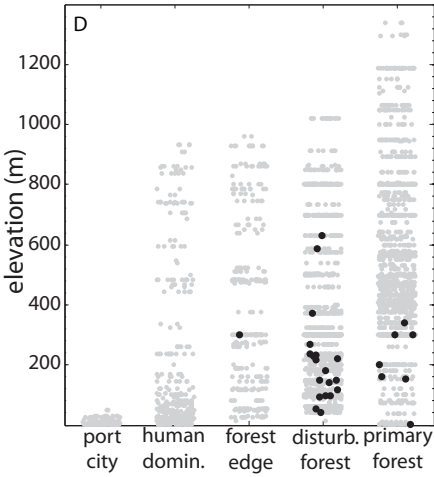 D
1200
1000
800
600
400
200
elevation (m)
port city
human domin.
forest edge
disturb. forest
primary forest